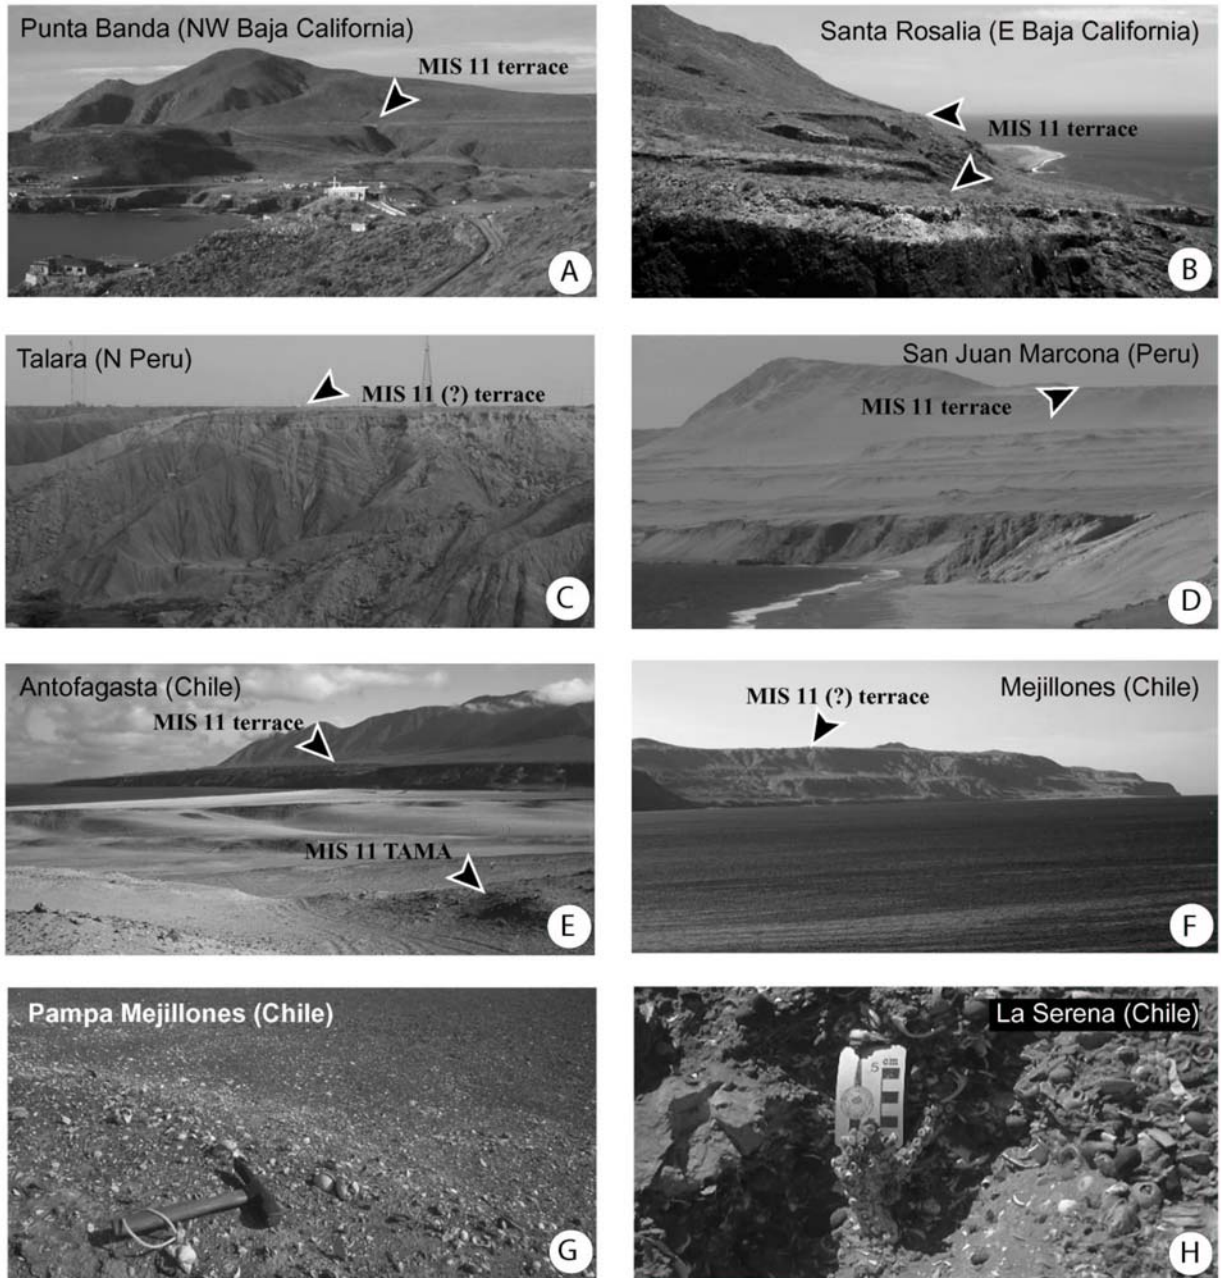 Punta Banda (NW Baja California)
MIS 11 terrace
A
Santa Rosalia (E Baja California)
MIS 11 terrace
B
Talara (N Peru)
MIS 11 (?) terrace
C
San Juan Marcona (Peru)
MIS 11 terrace
D
Antofagasta (Chile)
MIS 11 terrace
MIS 11 TAMA
E
Mejillones (Chile)
MIS 11 (?) terrace
F
Pampa Mejillones (Chile)
G
La Serena (Chile)
5 cm
H